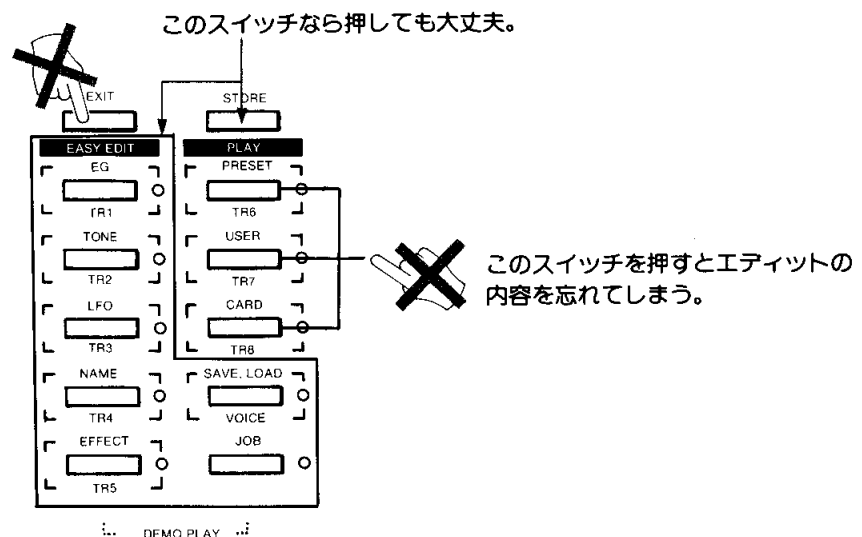 このスイッチなら押しても大丈夫。
EXIT
STORE
EASY EDIT
PLAY
EG
PRESET
TR1
TR6
TONE
USER
TR2
TR7
このスイッチを押すとエディットの
内容を忘れてしまう。
LFO
CARD
TR3
TR8
NAME
SAVE, LOAD
TR4
VOICE
EFFECT
JOB
TR5
DEMO PLAY